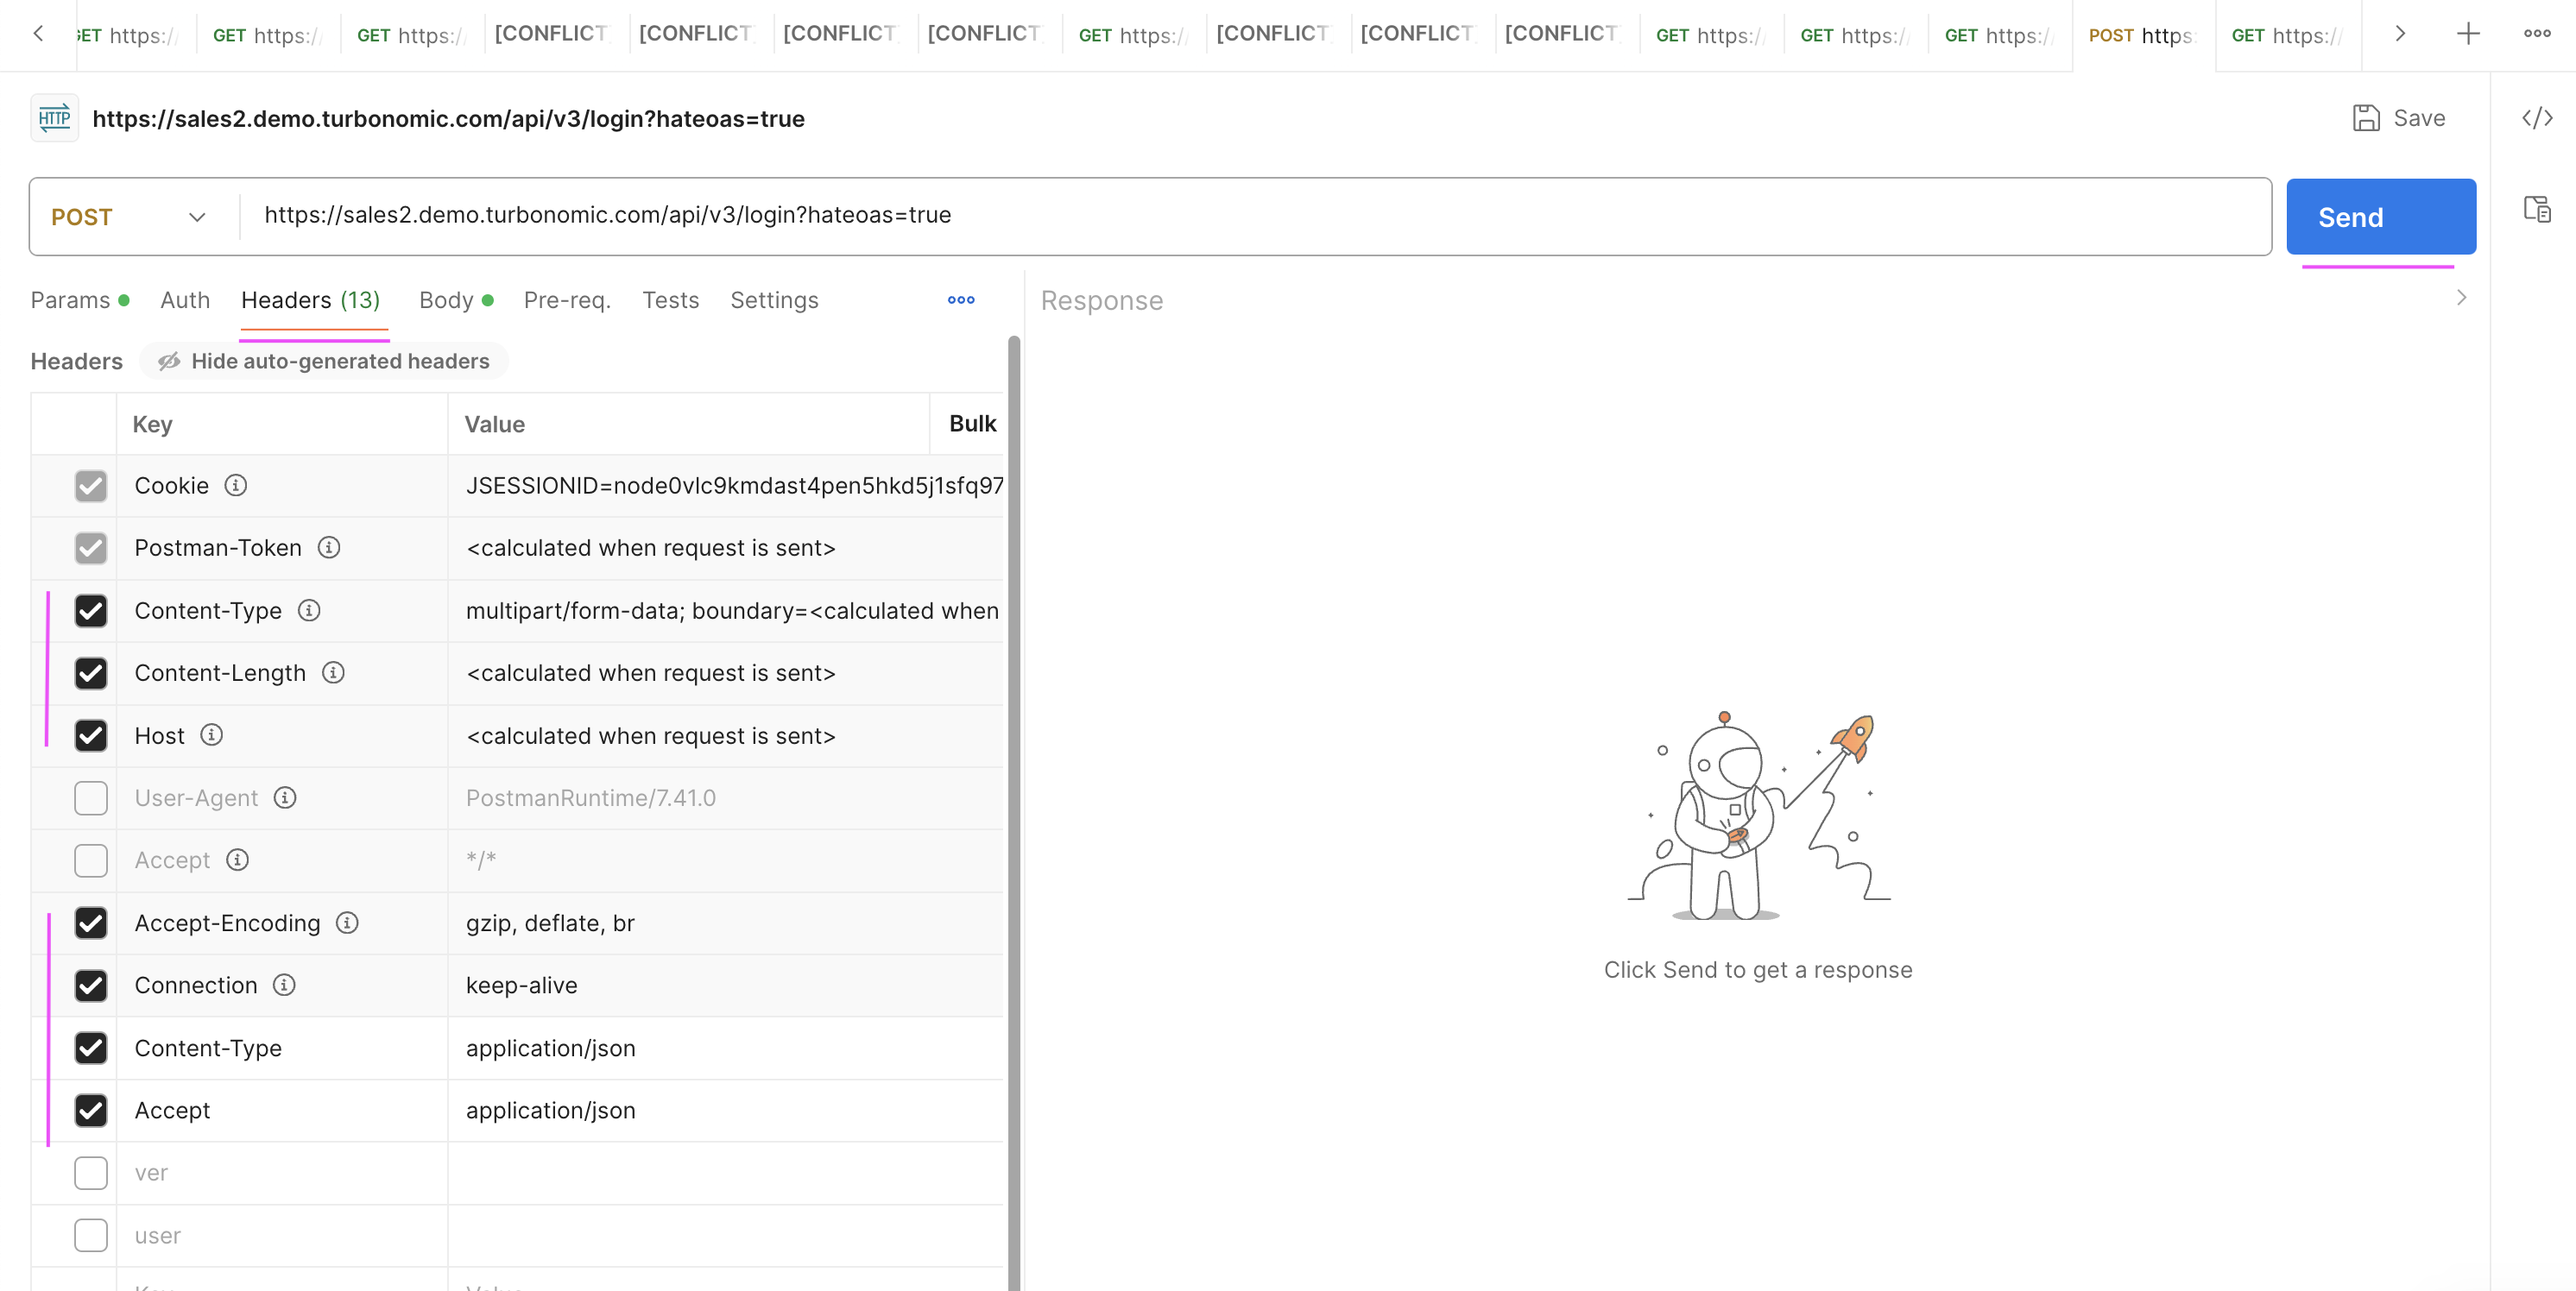 GET https:/
GET https:/
GET https:/
[CONFLICT
[CONFLICT
[CONFLICT
[CONFLICT
GET https:/
[CONFLICT
[CONFLICT
[CONFLICT
GET https:/
GET https:/
GET https:/
POST https:
GET https://
HTTP
https://sales2.demo.turbonomic.com/api/v3/login?hateoas=true
Save
</>
POST
https://sales2.demo.turbonomic.com/api/v3/login?hateoas=true
Send
Params
Auth
Headers (13)
Body
Pre-req.
Tests
Settings
Response
Headers
Hide auto-generated headers
Key
Value
Bulk
Cookie
JSESSIONID=node0vlc9kmdast4pen5hkd5j1sfq97
Postman-Token
<calculated when request is sent>
Content-Type
multipart/form-data; boundary=<calculated when
Content-Length
<calculated when request is sent>
Host
<calculated when request is sent>
User-Agent
PostmanRuntime/7.41.0
Accept
*/*
Accept-Encoding
gzip, deflate, br
Connection
keep-alive
Content-Type
application/json
Accept
application/json
ver
user
Click Send to get a response